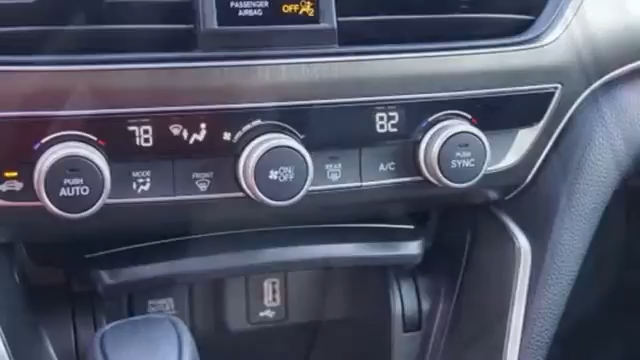 PASSENGER
AIRBAG
OFF
78
82
PUSH
AUTO
MODE
FRONT
ON/
OFF
REAR
A/C
PUSH
SYNC